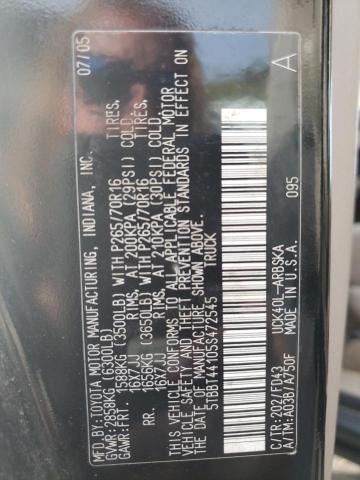 MFD. BY: TOYOTA MOTOR MANUFACTURING, INDIANA, INC. 07/05
GVWR: 2858KG (6300LB)
GAWR: FRT. 1588KG (3500LB) WITH P265/70R16 TIRES,
16X7JJ RIMS, AT 200KPA (29PSI) COLD.
RR. 1656KG (3650LB) WITH P265/70R16 TIRES,
16X7JJ RIMS, AT 210KPA (30PSI) COLD.
THIS VEHICLE CONFORMS TO ALL APPLICABLE FEDERAL MOTOR
VEHICLE SAFETY AND THEFT PREVENTION STANDARDS IN EFFECT ON
THE DATE OF MANUFACTURE SHOWN ABOVE.
5TBBT44105S472545 TRUCK
C/TR: 202/FD43 UCK40L-ARBSKA A
A/TM: A03B/A750F 095
MADE IN U.S.A.